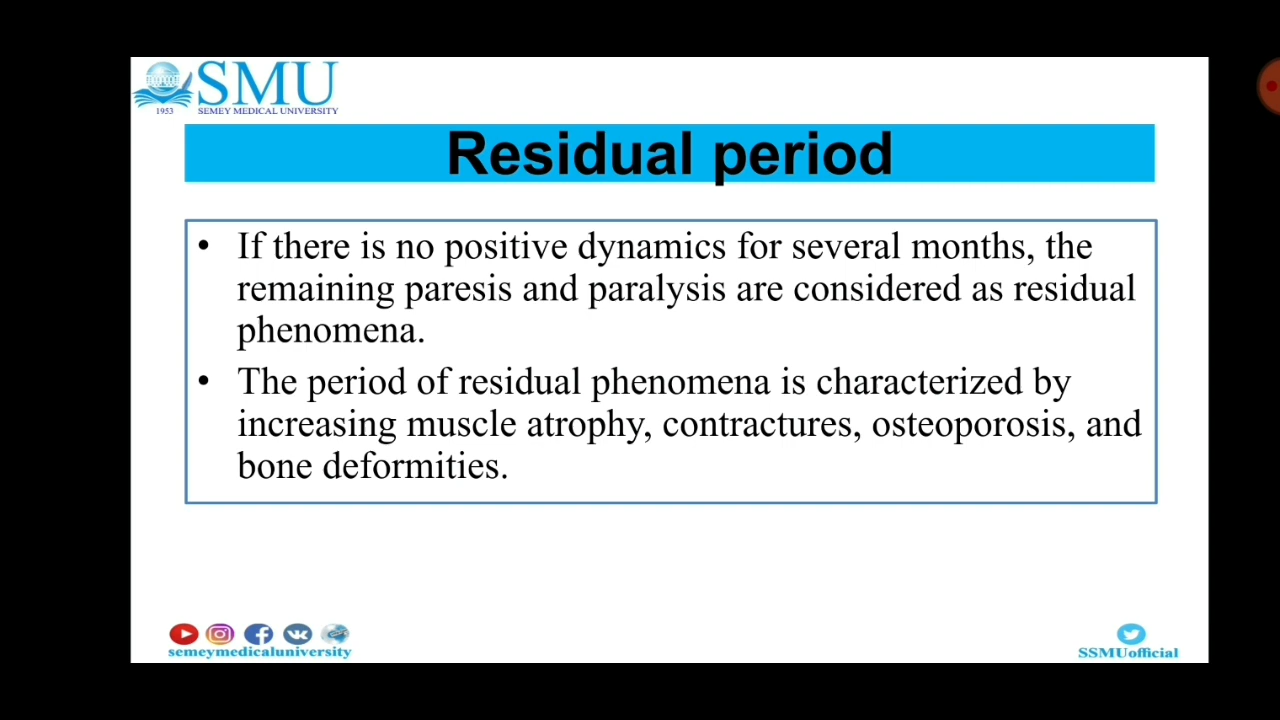 SMU
1953 SEMEY MEDICAL UNIVERSITY
Residual period
• If there is no positive dynamics for several months, the
remaining paresis and paralysis are considered as residual
phenomena.
• The period of residual phenomena is characterized by
increasing muscle atrophy, contractures, osteoporosis, and
bone deformities.
semeymedicaluniversity
SSMUofficial